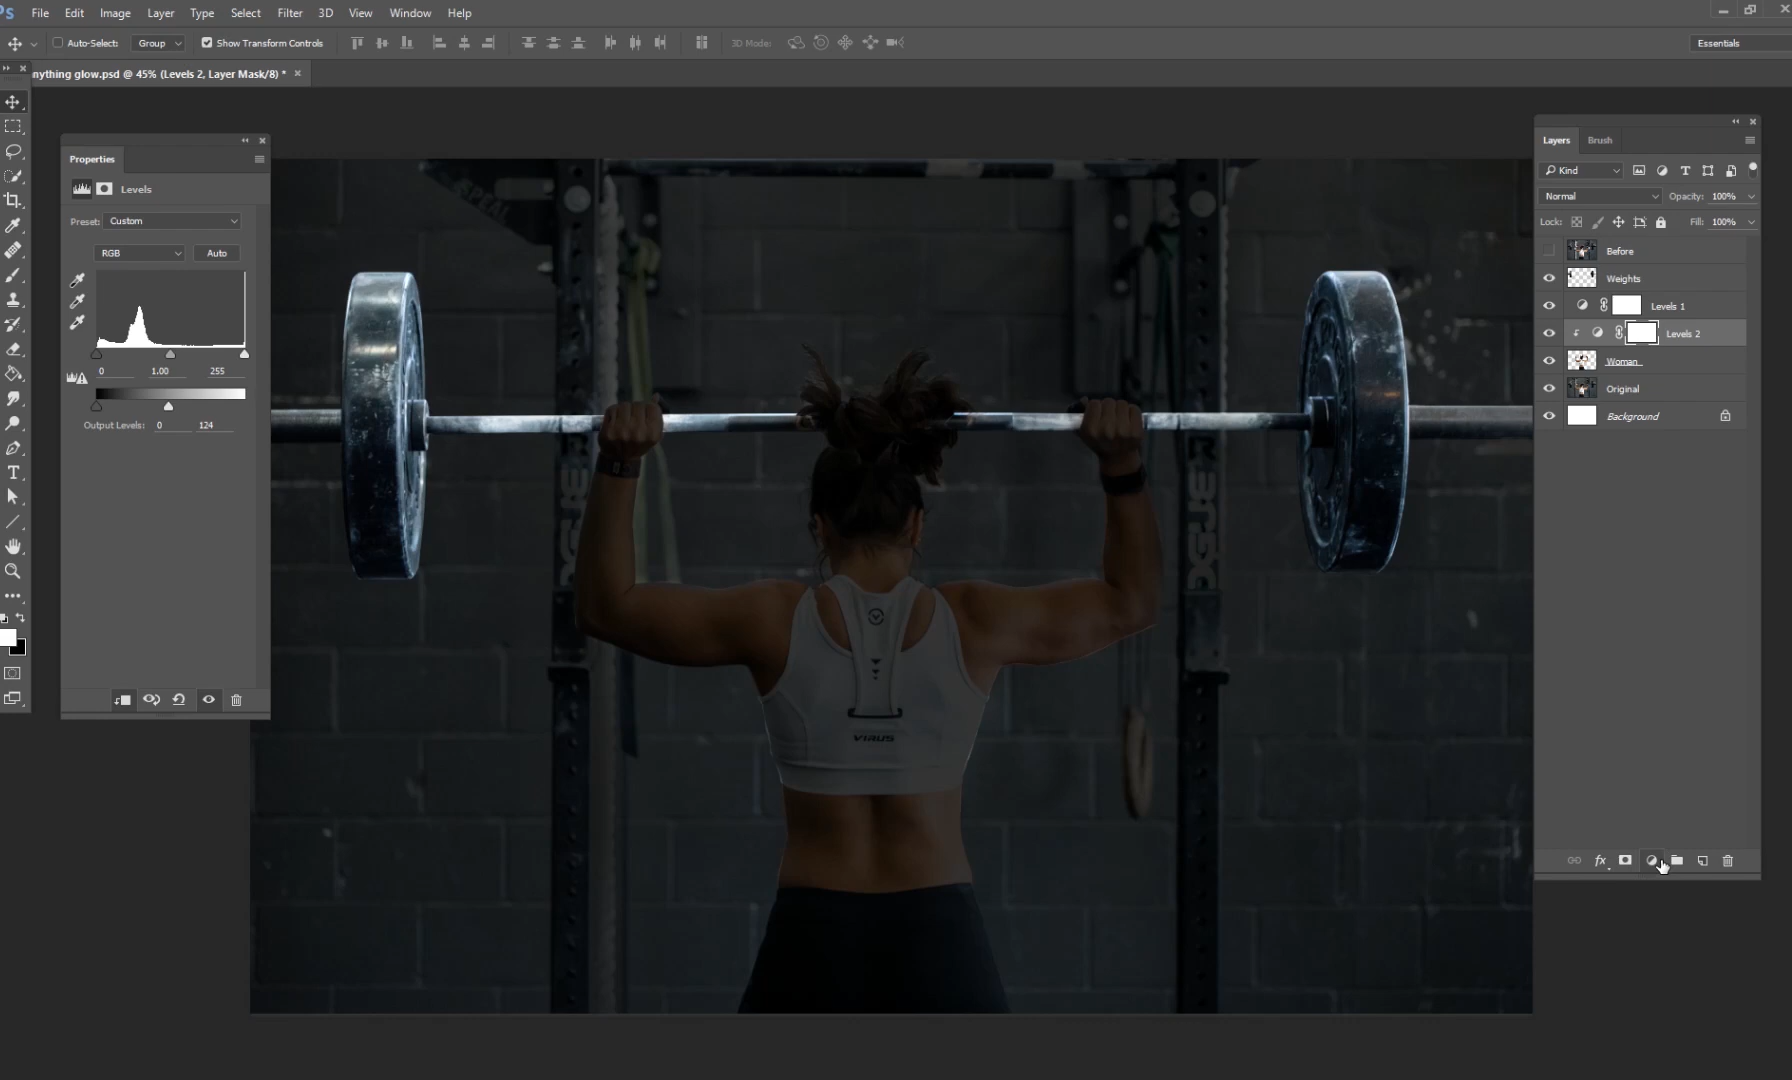 Ps File Edit Image Layer Type Select Filter 3D View Window Help
Auto-Select: Group Show Transform Controls 3D Mode: Essentials
nything glow.psd @ 45% (Levels 2, Layer Mask/8) *
Properties
Levels
Preset: Custom
RGB Auto
0 1.00 255
Output Levels: 0 124
Layers Brush
Kind
Normal Opacity: 100%
Lock: Fill: 100%
Before
Weights
Levels 1
Levels 2
Woman
Original
Background
fx
VIRUS